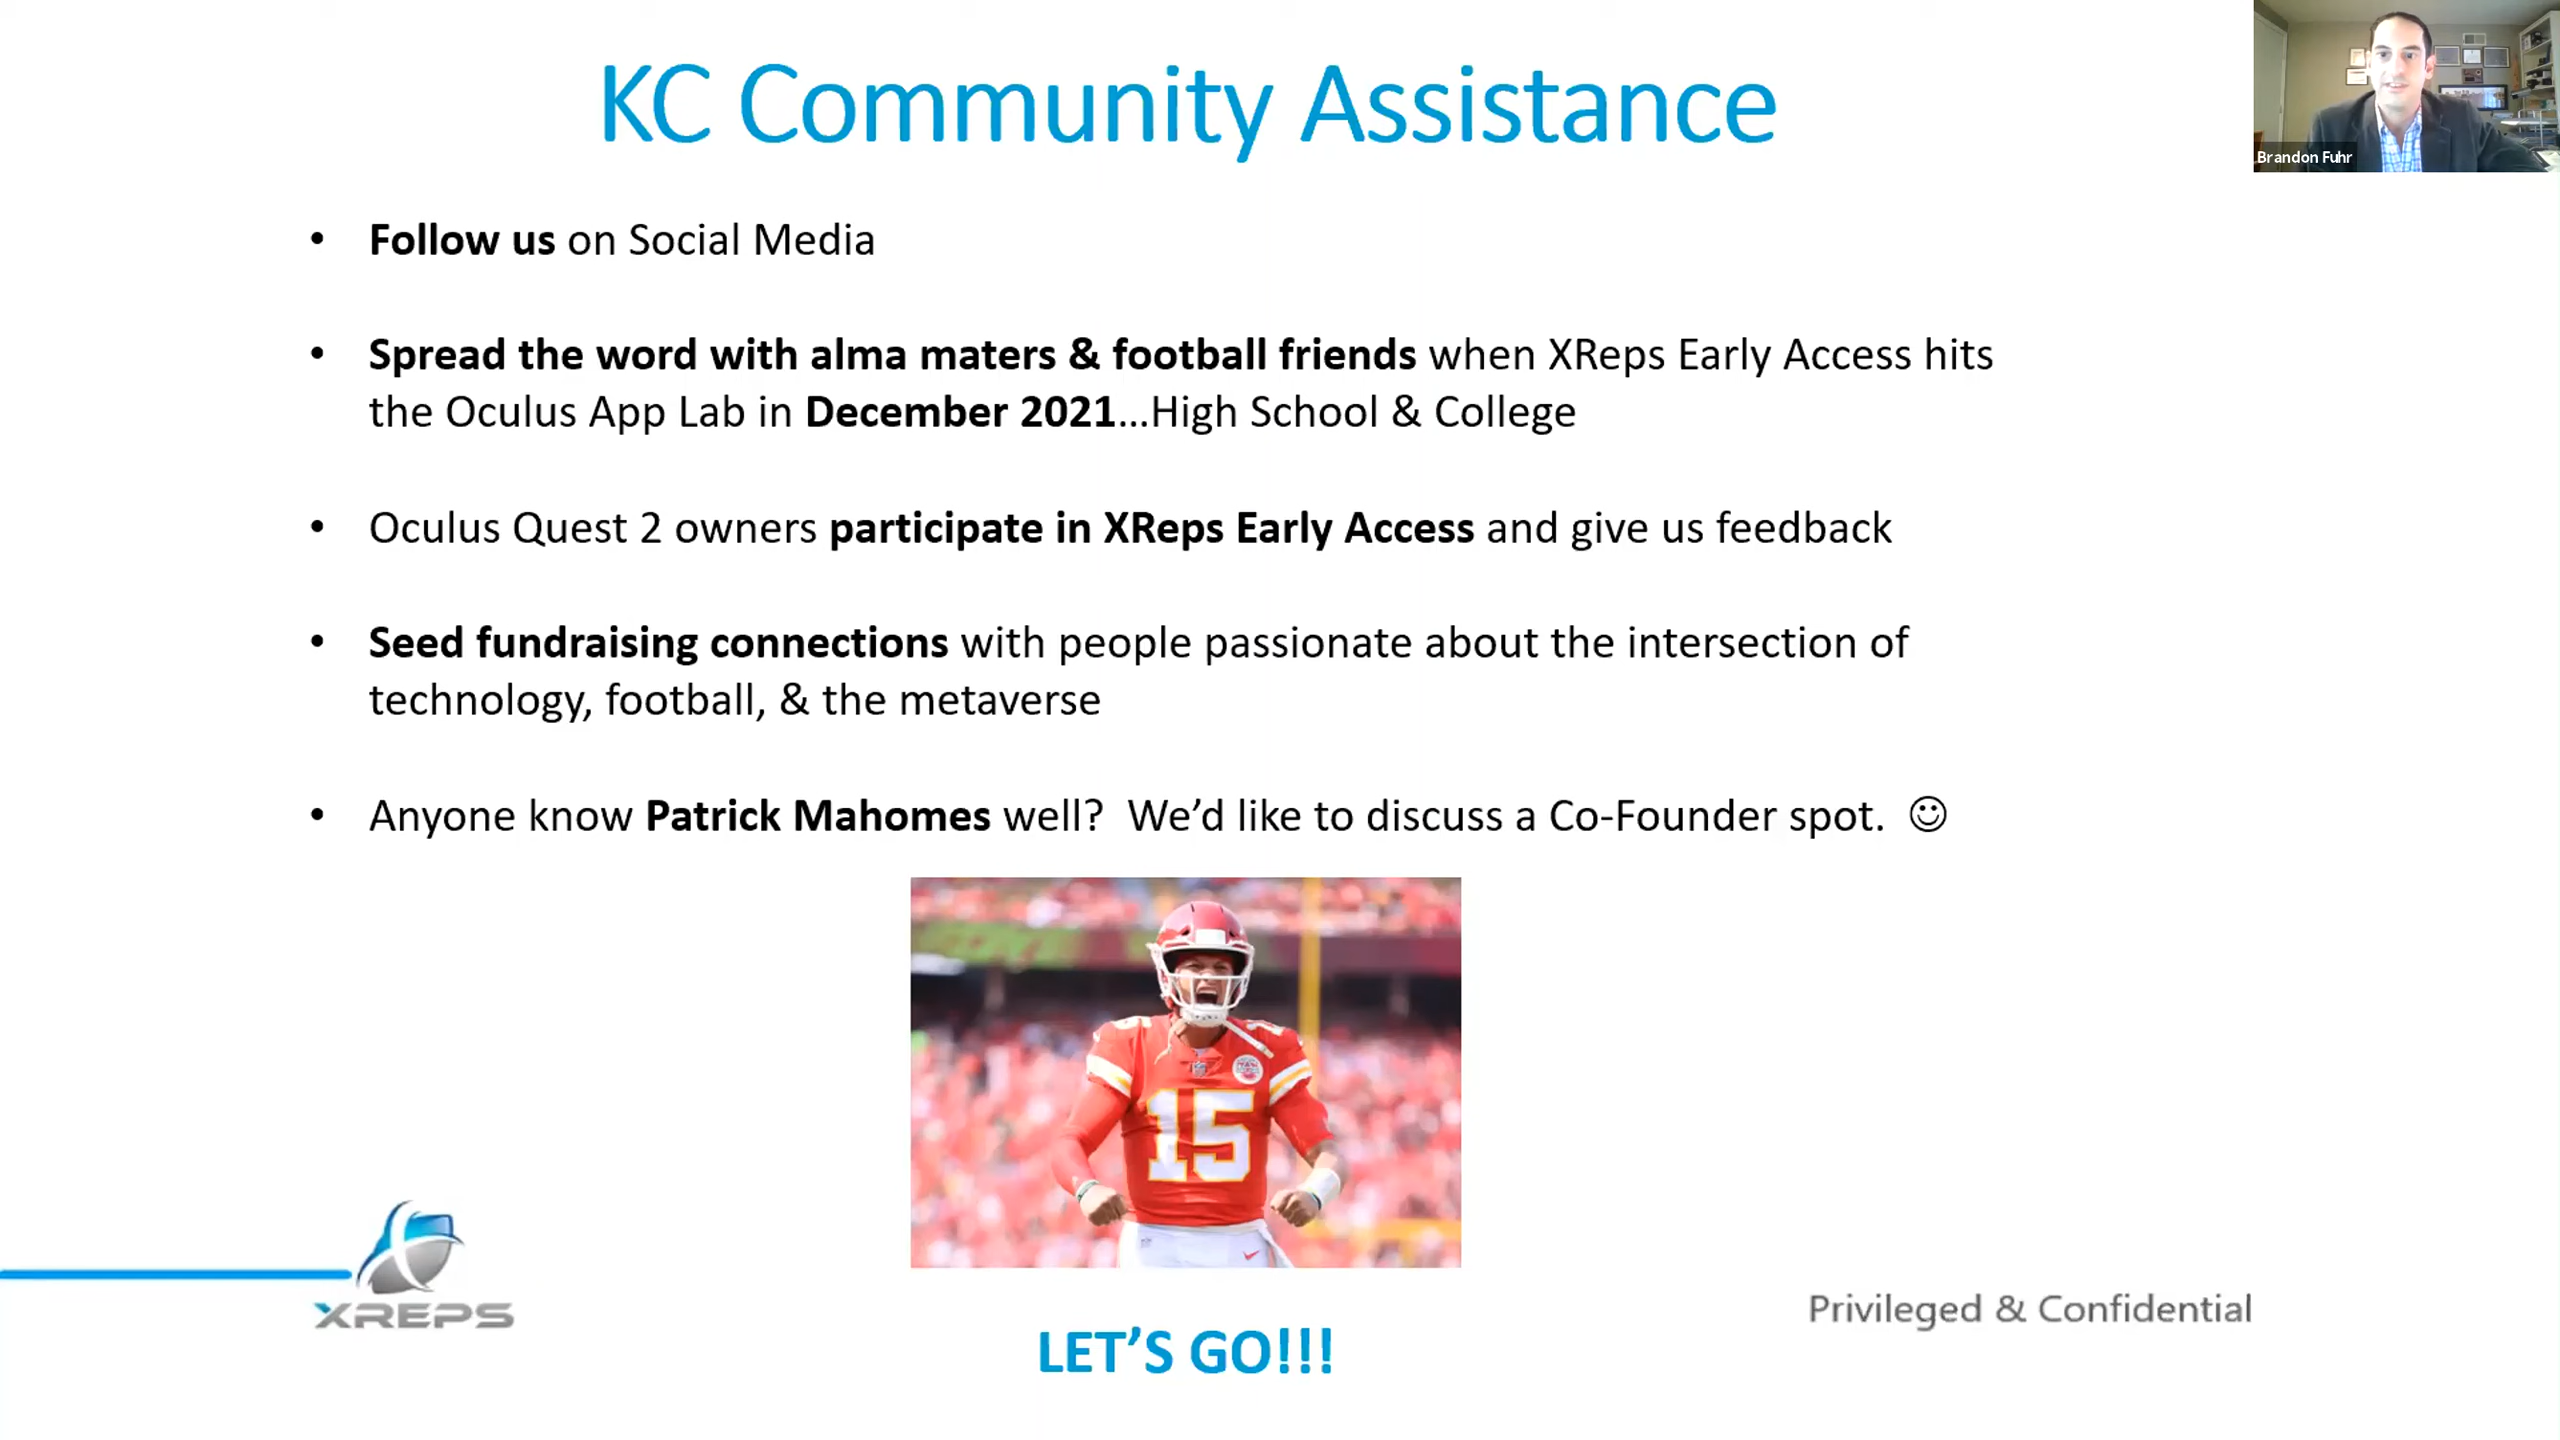 KC Community Assistance
Brandon Fuhr
• Follow us on Social Media
• Spread the word with alma maters & football friends when XReps Early Access hits
the Oculus App Lab in December 2021…High School & College
• Oculus Quest 2 owners participate in XReps Early Access and give us feedback
• Seed fundraising connections with people passionate about the intersection of
technology, football, & the metaverse
• Anyone know Patrick Mahomes well?  We’d like to discuss a Co-Founder spot. ☺
15
XREPS
Privileged & Confidential
LET’S GO!!!